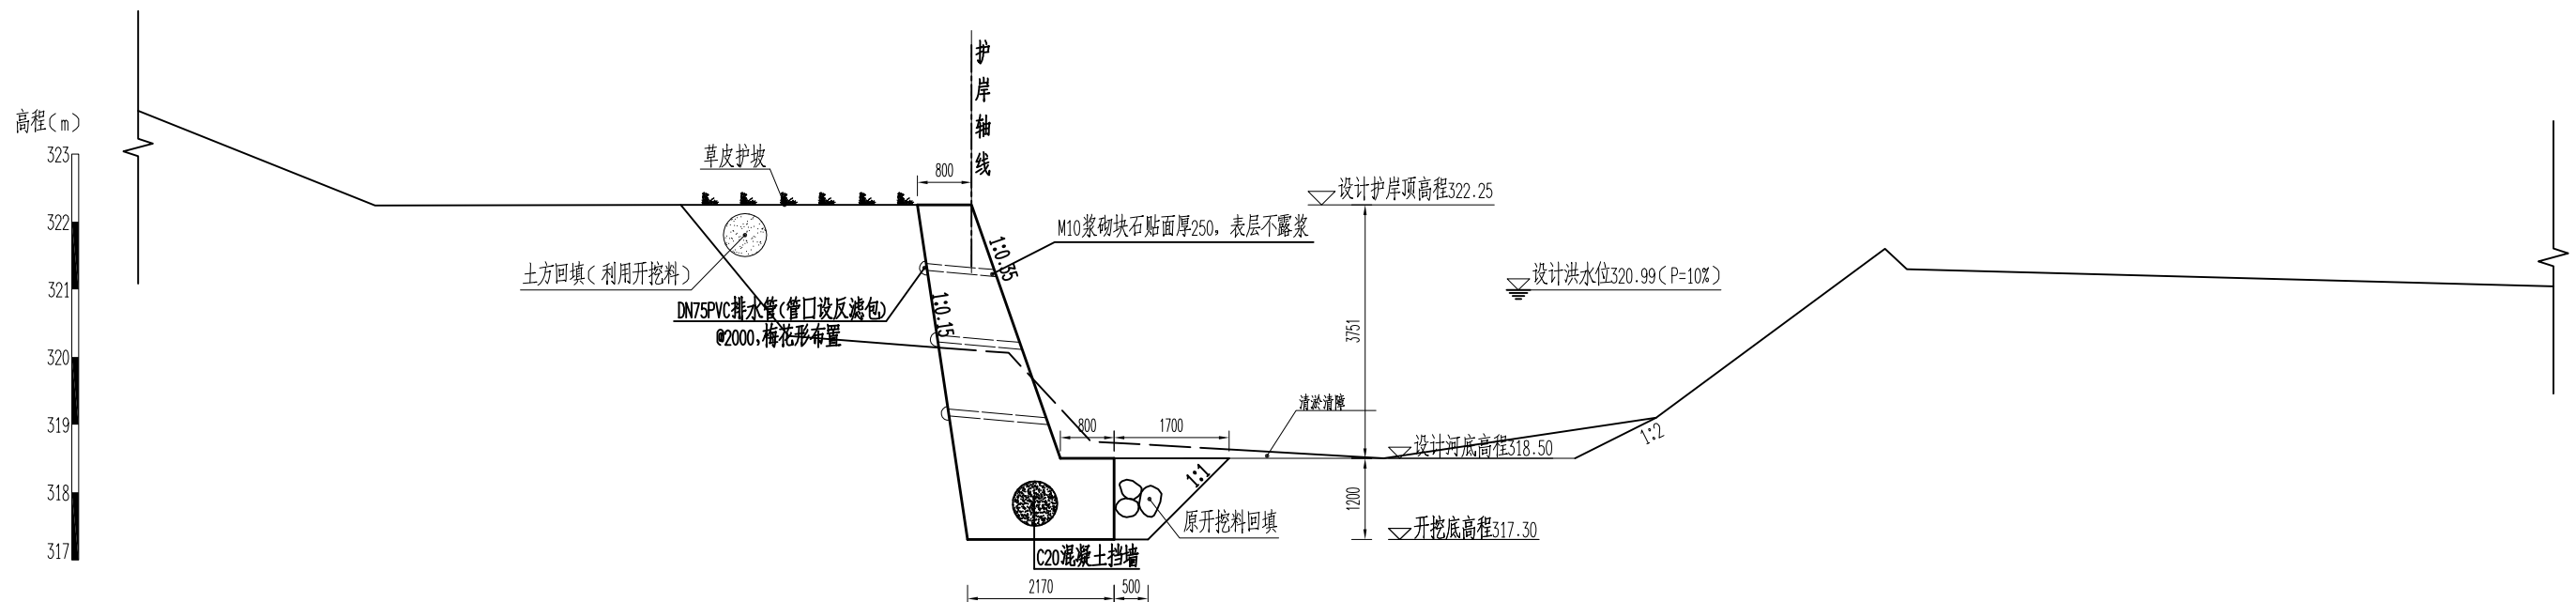 护岸轴线
高程(m)
323
322
321
320
319
318
317
草皮护坡
800
设计护岸顶高程322.25
M10浆砌块石贴面厚250，表层不露浆
1:0.35
土方回填(利用开挖料)
设计洪水位320.99(P=10%)
DN75PVC排水管(管口设反滤包)
@2000,梅花形布置
1:0.15
3751
清淤清障
800
1700
设计河底高程318.50
1:2
1:1
1200
原开挖料回填
开挖底高程317.30
C20混凝土挡墙
2170
500